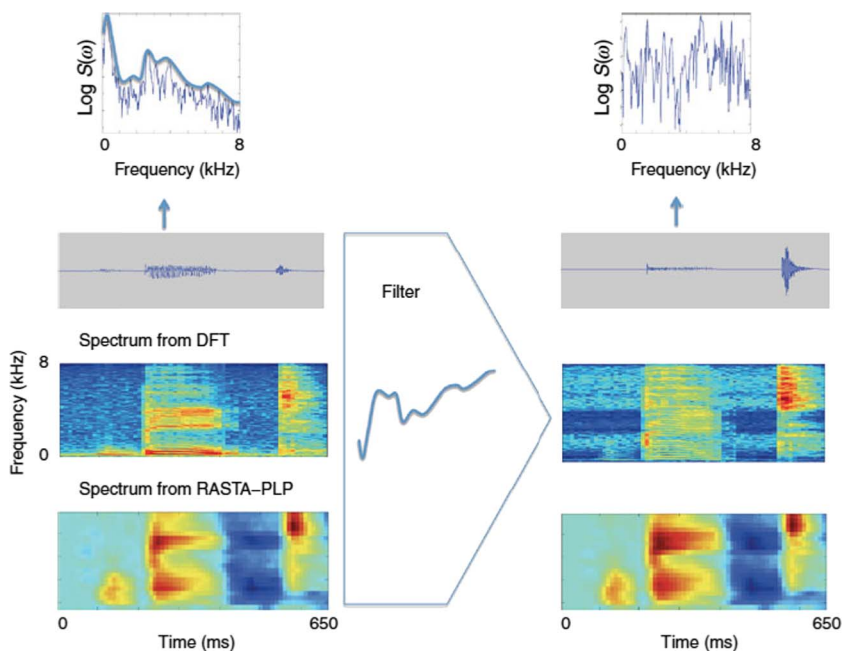 Log S(ω)
0 8
Frequency (kHz)
Log S(ω)
0 8
Frequency (kHz)
Filter
Spectrum from DFT
Frequency (kHz)
8
0
Spectrum from RASTA–PLP
0 650
Time (ms)
0 650
Time (ms)